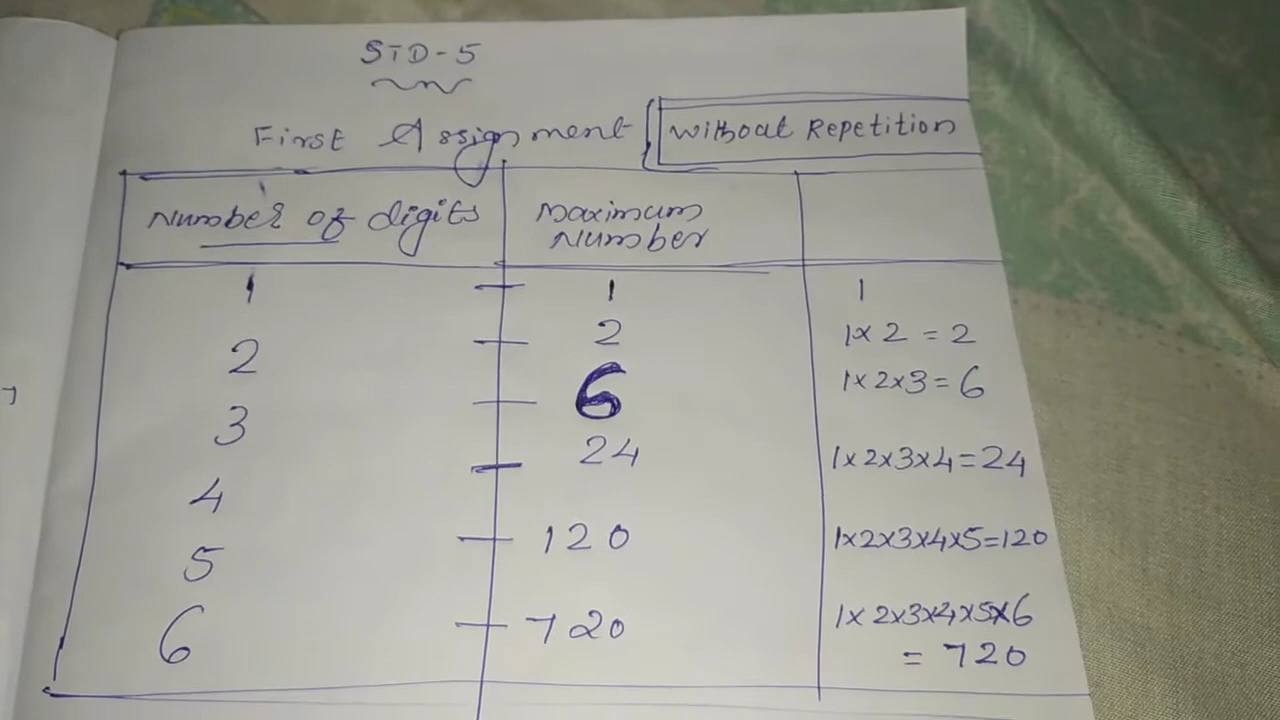 STD-5
First Assignment
Without Repetition
Number of digits
Maximum
Number
1 1 1
2 2 1x2=2
3 6 1x2x3=6
4 24 1x2x3x4=24
5 120 1x2x3x4x5=120
6 720 1x2x3x4x5x6
=720